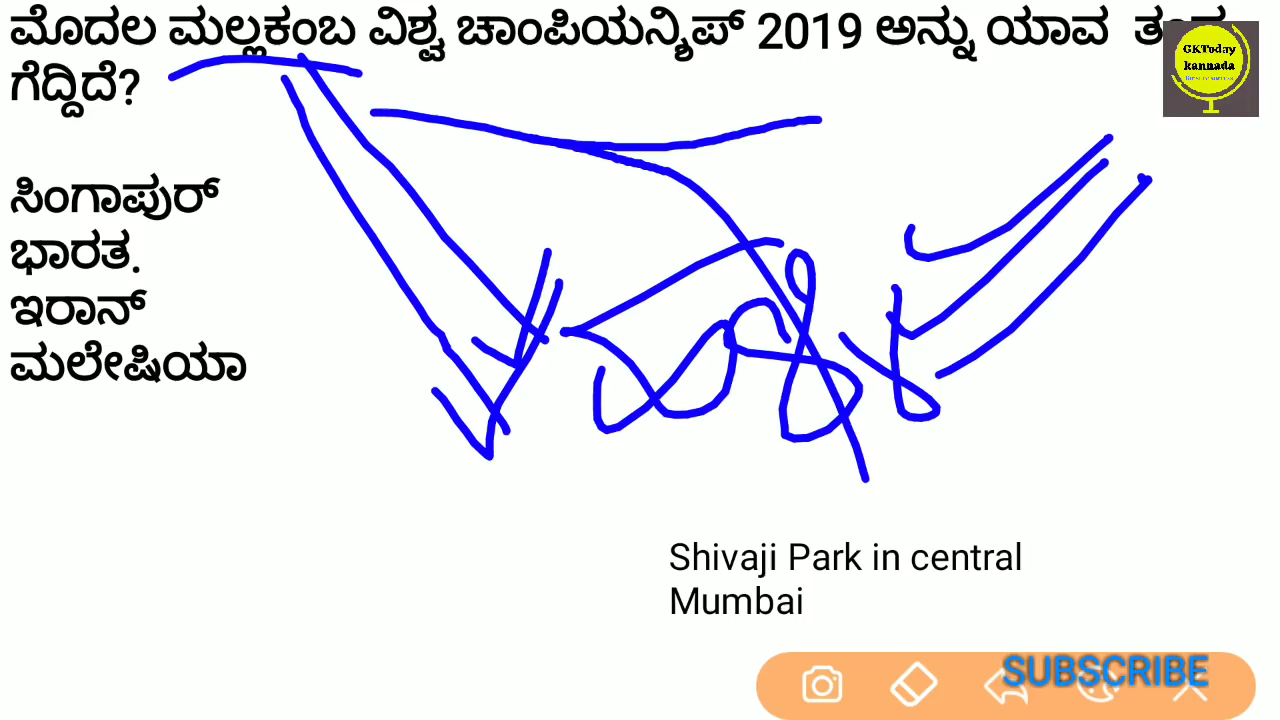 ಮೊದಲ ಮಲ್ಲಕಂಬ ವಿಶ್ವ ಚಾಂಪಿಯನ್ಶಿಪ್ 2019 ಅನ್ನು ಯಾವ
ಗೆದ್ದಿದೆ?
GKToday
kannada
ಸಿಂಗಾಪುರ್
ಭಾರತ.
ಇರಾನ್
ಮಲೇಷಿಯಾ
Shivaji Park in central
Mumbai
SUBSCRIBE